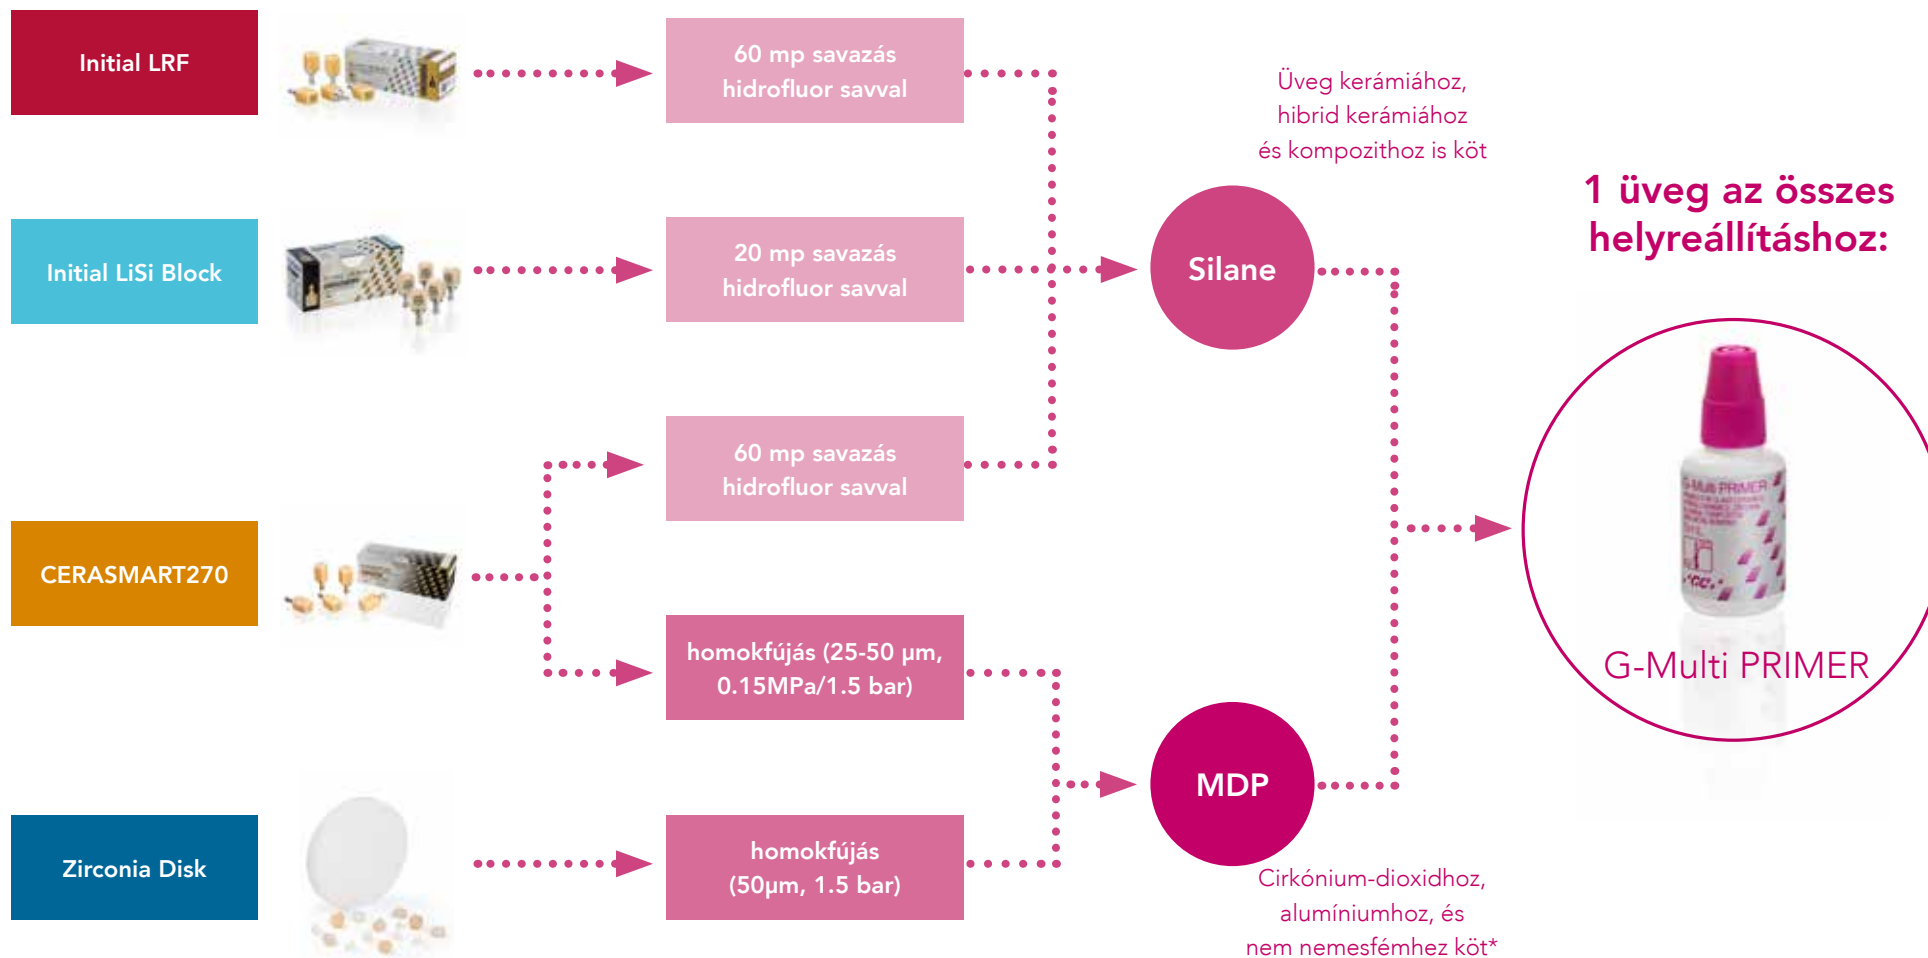 Initial LRF
60 mp savazás
hidrofluor savval
Üveg kerámiához,
hibrid kerámiához
és kompozithoz is köt
1 üveg az összes
helyreállításhoz:
Initial LiSi Block
20 mp savazás
hidrofluor savval
Silane
60 mp savazás
hidrofluor savval
CERASMART270
homokfújás (25-50 µm,
0.15MPa/1.5 bar)
G-Multi PRIMER
GC
G-Multi PRIMER
MDP
Zirconia Disk
homokfújás
(50µm, 1.5 bar)
Cirkónium-dioxidhoz,
alumíniumhoz, és
nem nemesfémhez köt*